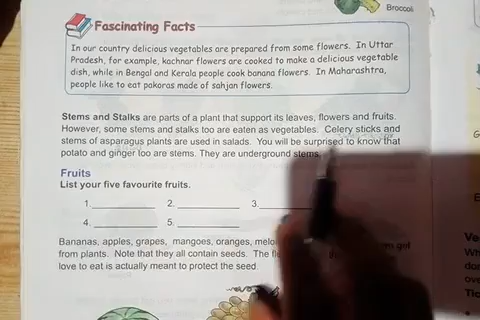 Broccoli
Fascinating Facts
In our country delicious vegetables are prepared from some flowers. In Uttar
Pradesh, for example, kachnar flowers are cooked to make a delicious vegetable
dish, while in Bengal and Kerala people cook banana flowers. In Maharashtra,
people like to eat pakoras made of sahjan flowers.
Stems and Stalks are parts of a plant that support its leaves, flowers and fruits.
However, some stems and stalks too are eaten as vegetables. Celery sticks and
stems of asparagus plants are used in salads. You will be surprised to know that
potato and ginger too are stems. They are underground stems.
Fruits
List your five favourite fruits.
1. 2. 3.
4. 5.
Bananas, apples, grapes, mangoes, oranges,
from plants. Note that they all contain seeds. The
love to eat is actually meant to protect the seed.